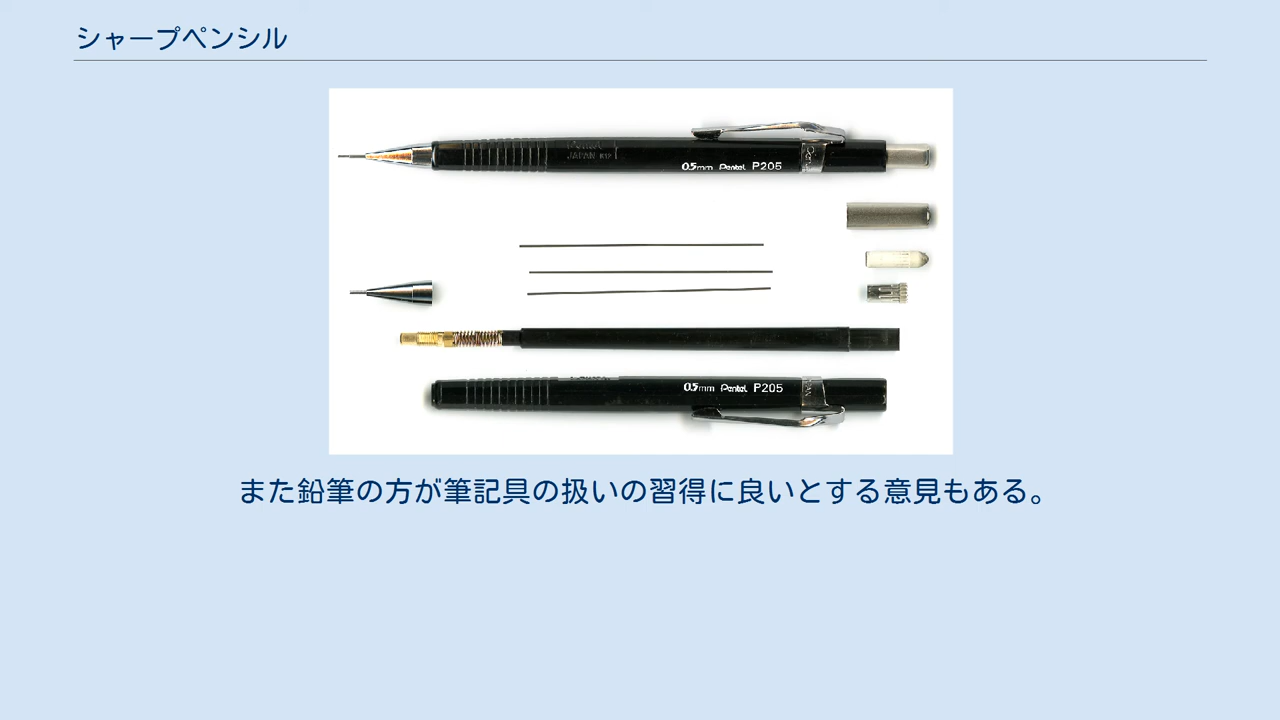 シャープペンシル
Pentel
JAPAN
0.5mm Pentel P205
0.5mm Pentel P205
また鉛筆の方が筆記具の扱いの習得に良いとする意見もある。